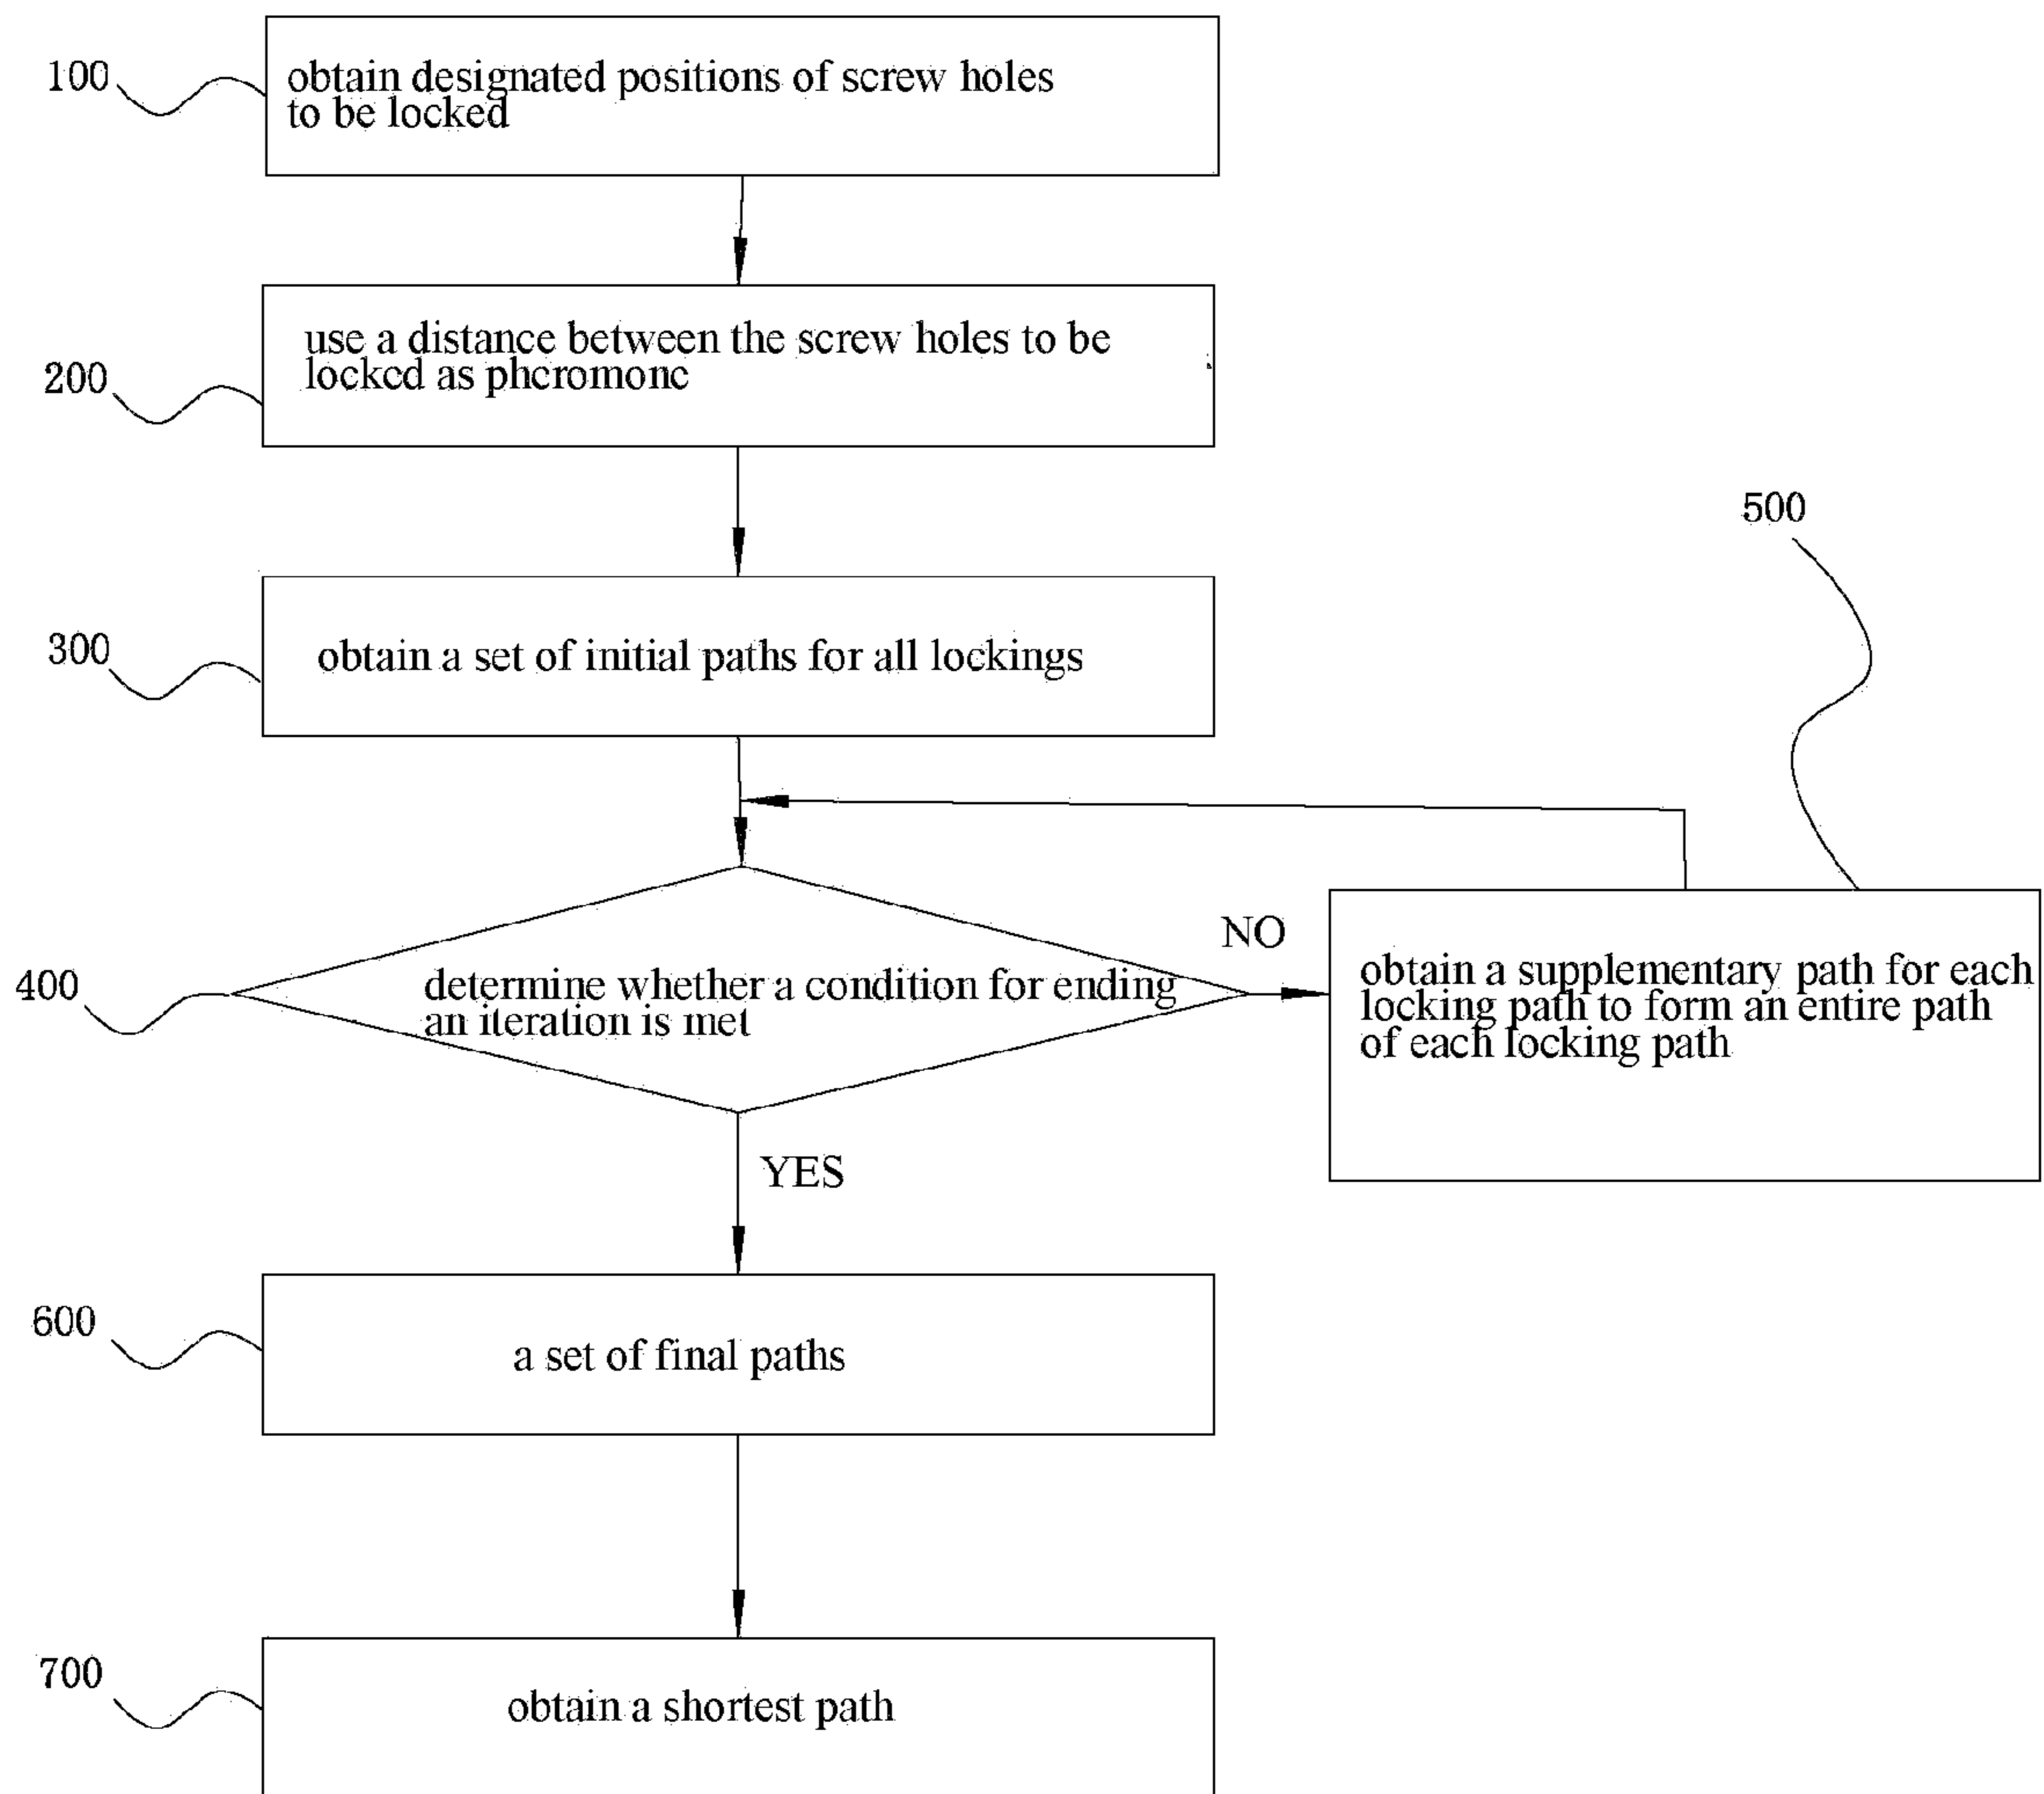 100
obtain designated positions of screw holes
to be locked
200
use a distance between the screw holes to be
locked as pheromone
300
obtain a set of initial paths for all lockings
500
400
determine whether a condition for ending
an iteration is met
NO
obtain a supplementary path for each
locking path to form an entire path
of each locking path
YES
600
a set of final paths
700
obtain a shortest path